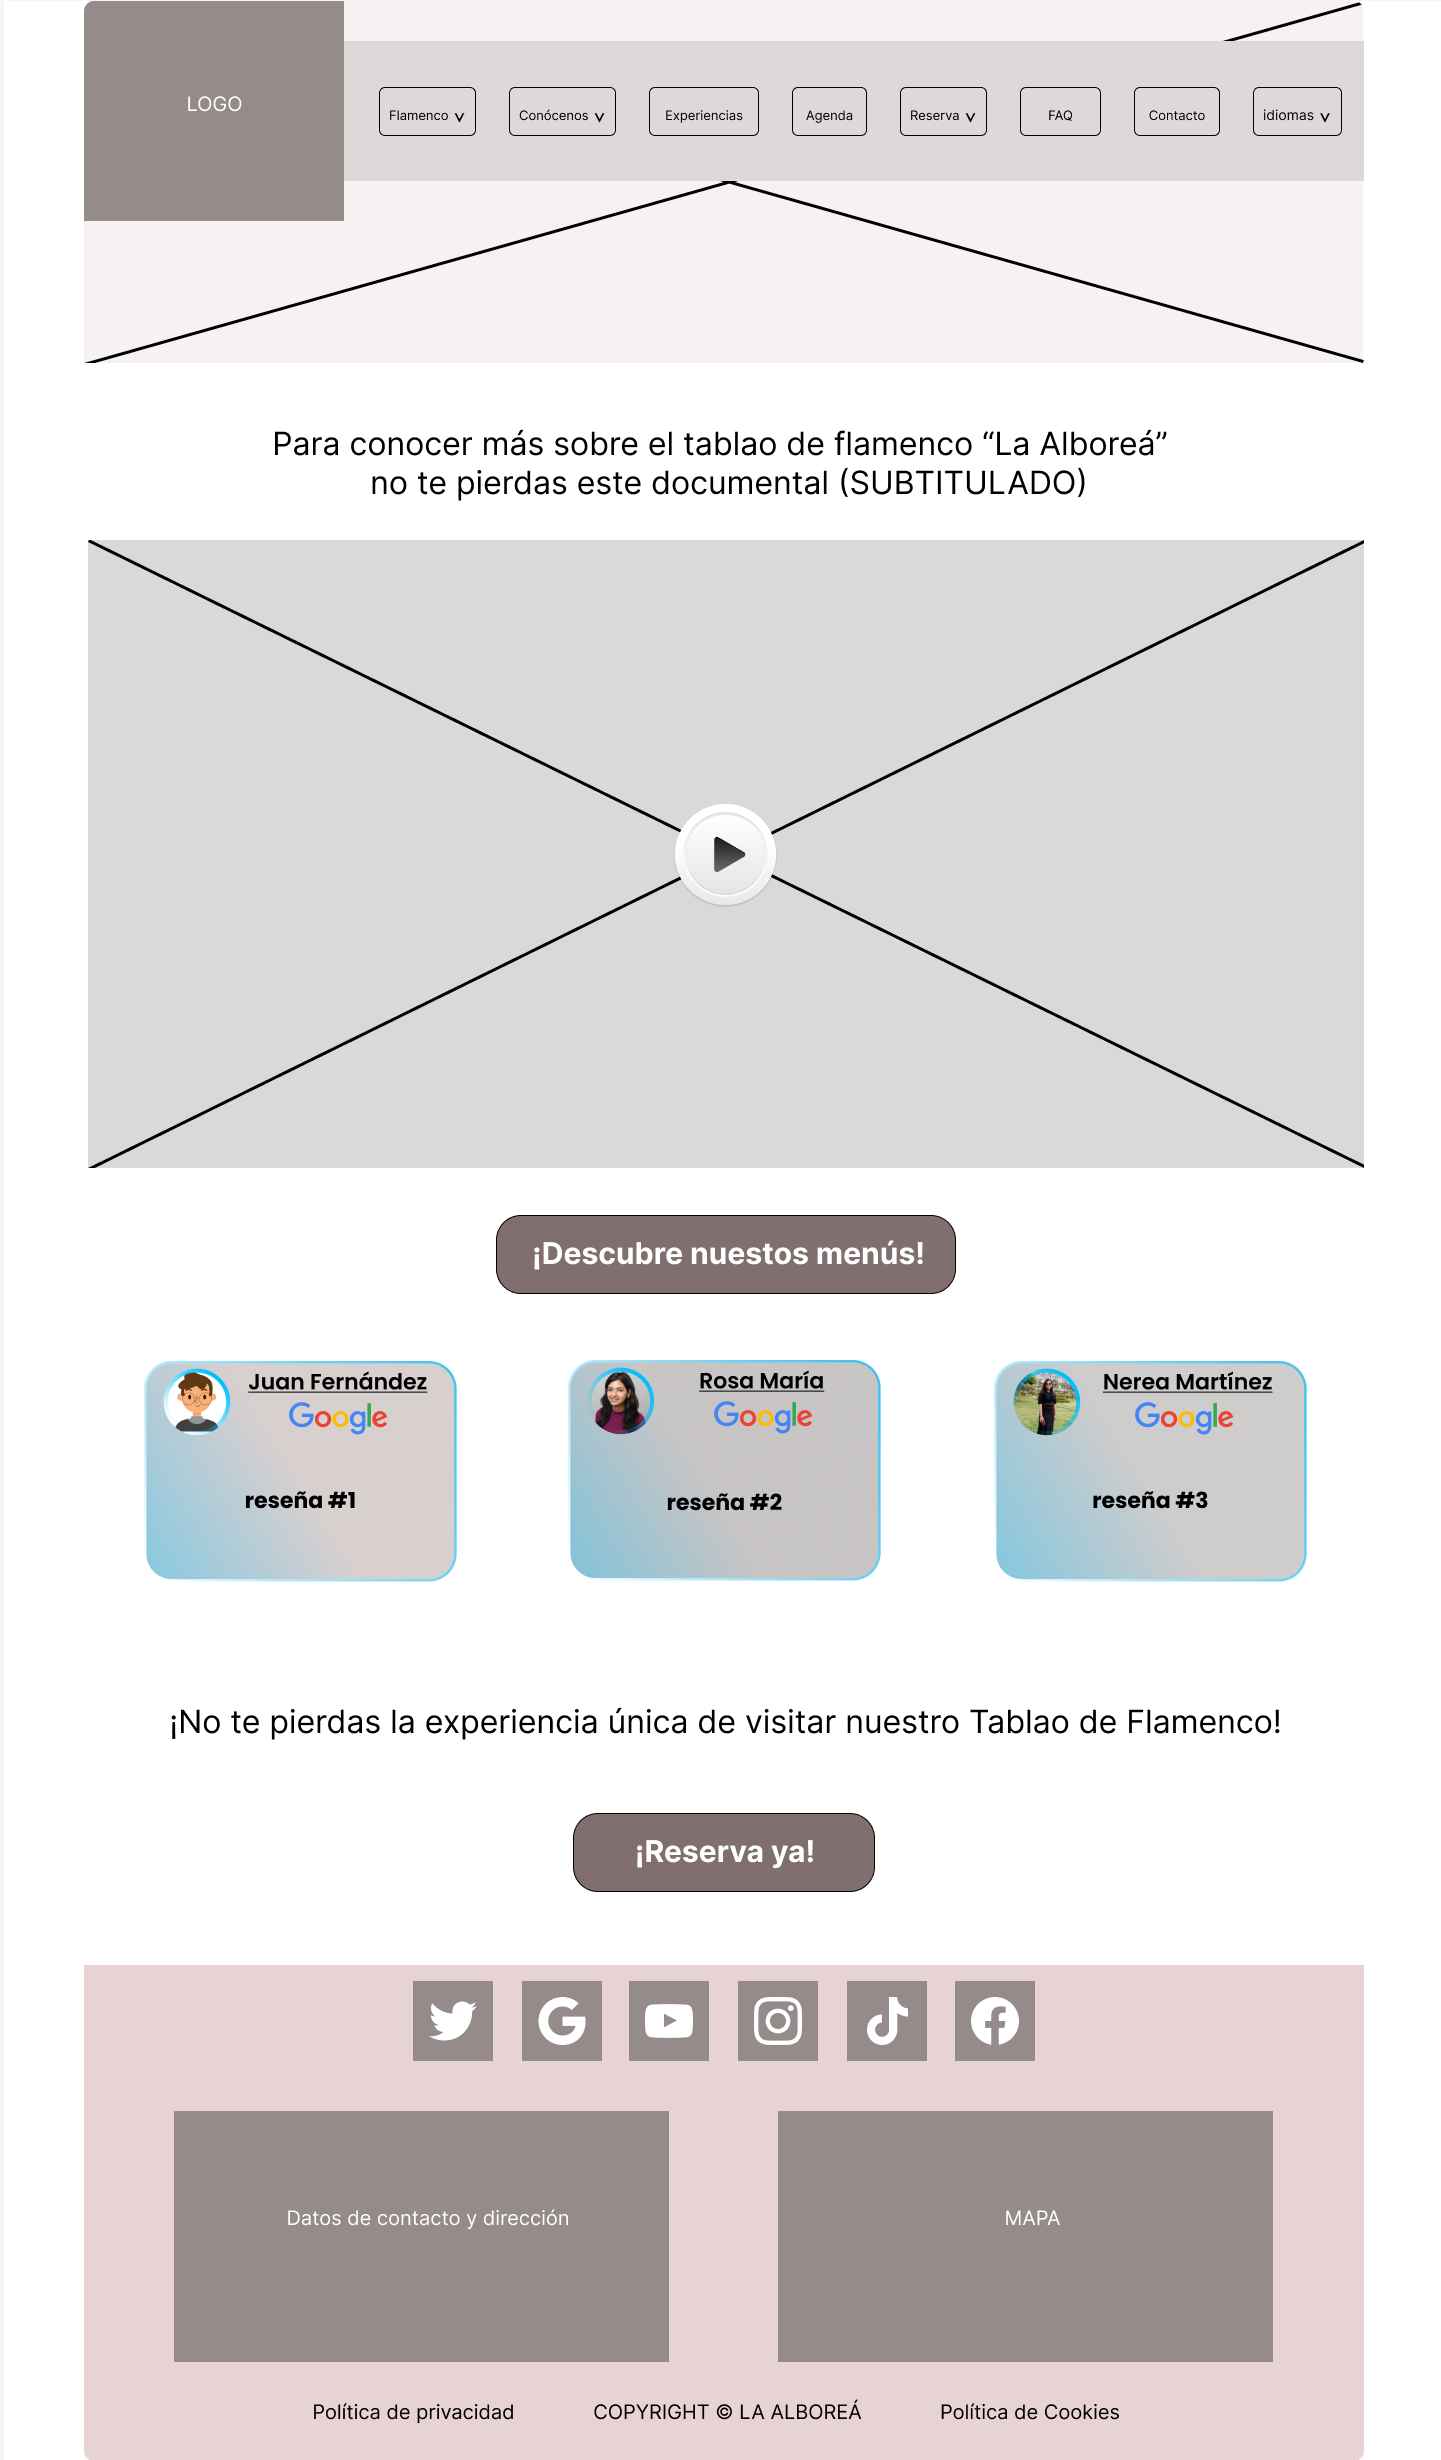 LOGO
Flamenco
Conócenos
Experiencias
Agenda
Reserva
FAQ
Contacto
idiomas
Para conocer más sobre el tablao de flamenco “La Alboreá”
no te pierdas este documental (SUBTITULADO)
¡Descubre nuestos menús!
Juan Fernández
Google
reseña #1
Rosa María
Google
reseña #2
Nerea Martínez
Google
reseña #3
¡No te pierdas la experiencia única de visitar nuestro Tablao de Flamenco!
¡Reserva ya!
Datos de contacto y dirección
MAPA
Política de privacidad
COPYRIGHT © LA ALBOREÁ
Política de Cookies